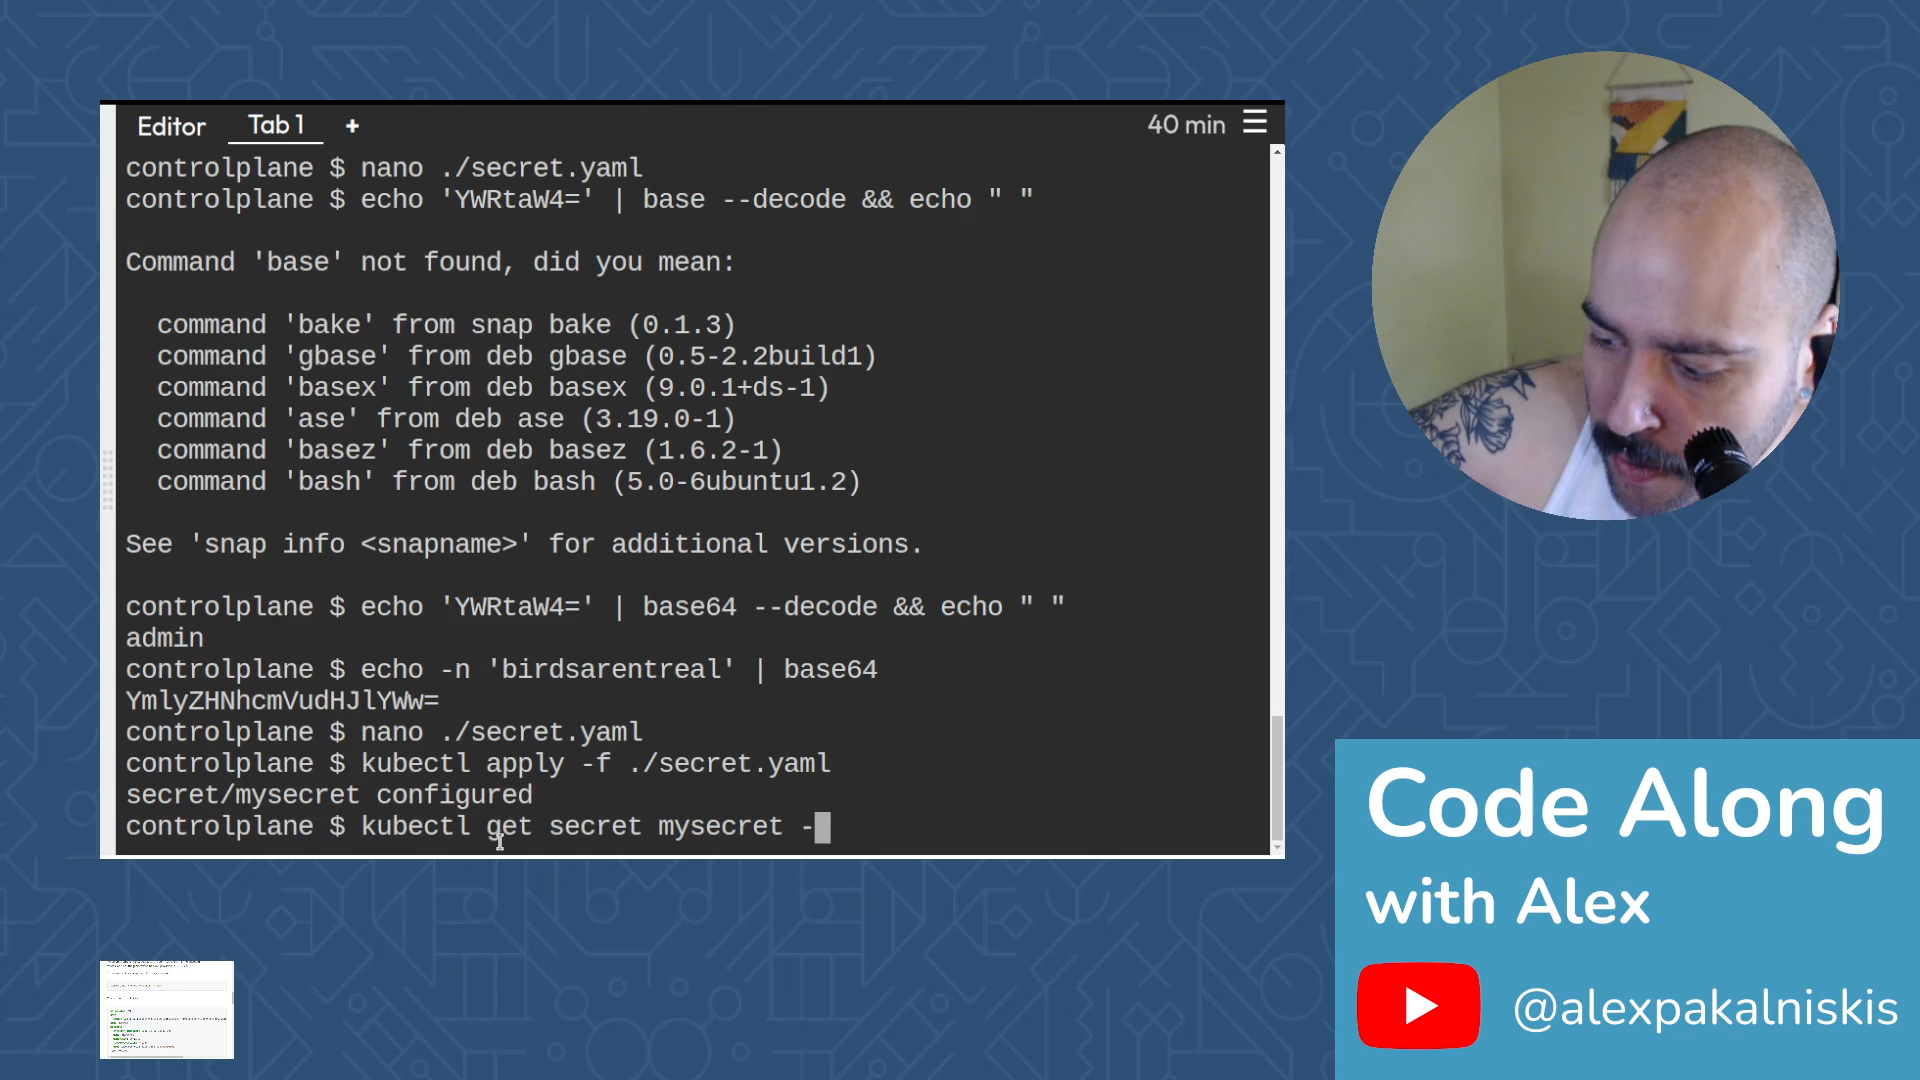 Editor Tab 1 + 40 min
controlplane $ nano ./secret.yaml
controlplane $ echo 'YWRtaW4=' | base --decode && echo " "
Command 'base' not found, did you mean:
command 'bake' from snap bake (0.1.3)
command 'gbase' from deb gbase (0.5-2.2build1)
command 'basex' from deb basex (9.0.1+ds-1)
command 'ase' from deb ase (3.19.0-1)
command 'basez' from deb basez (1.6.2-1)
command 'bash' from deb bash (5.0-6ubuntu1.2)
See 'snap info <snapname>' for additional versions.
controlplane $ echo 'YWRtaW4=' | base64 --decode && echo " "
admin
controlplane $ echo -n 'birdsarentreal' | base64
YmlyZHNhcmVudHJlYWw=
controlplane $ nano ./secret.yaml
controlplane $ kubectl apply -f ./secret.yaml
secret/mysecret configured
controlplane $ kubectl get secret mysecret -
Code Along
with Alex
@alexpakalniskis